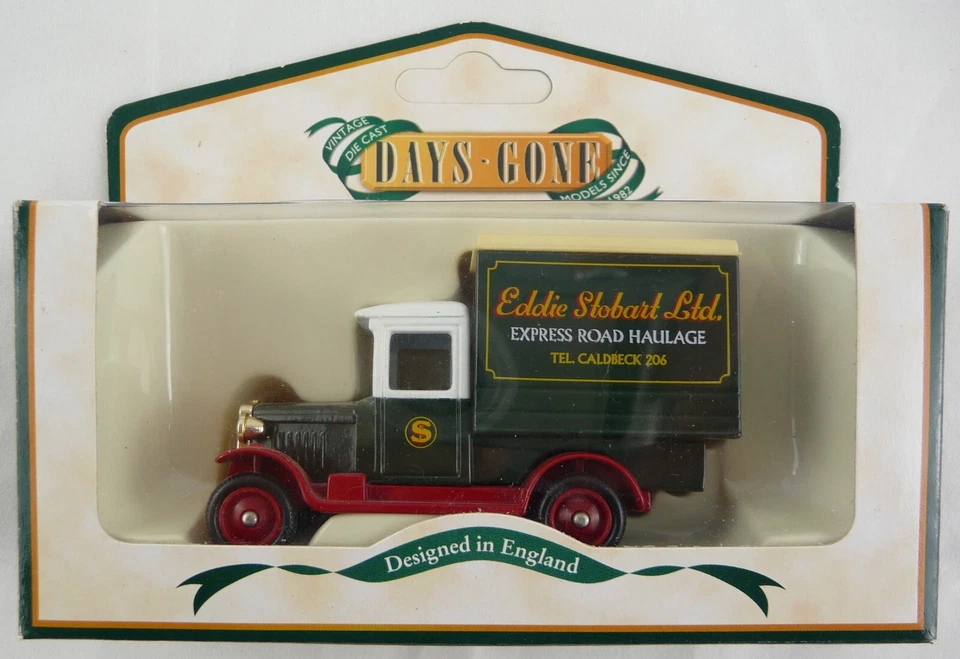 VINTAGE
DIE CAST
DAYS·GONE
MODELS SINCE
1982
Eddie Stobart Ltd.
EXPRESS ROAD HAULAGE
TEL. CALDBECK 206
S
Designed in England